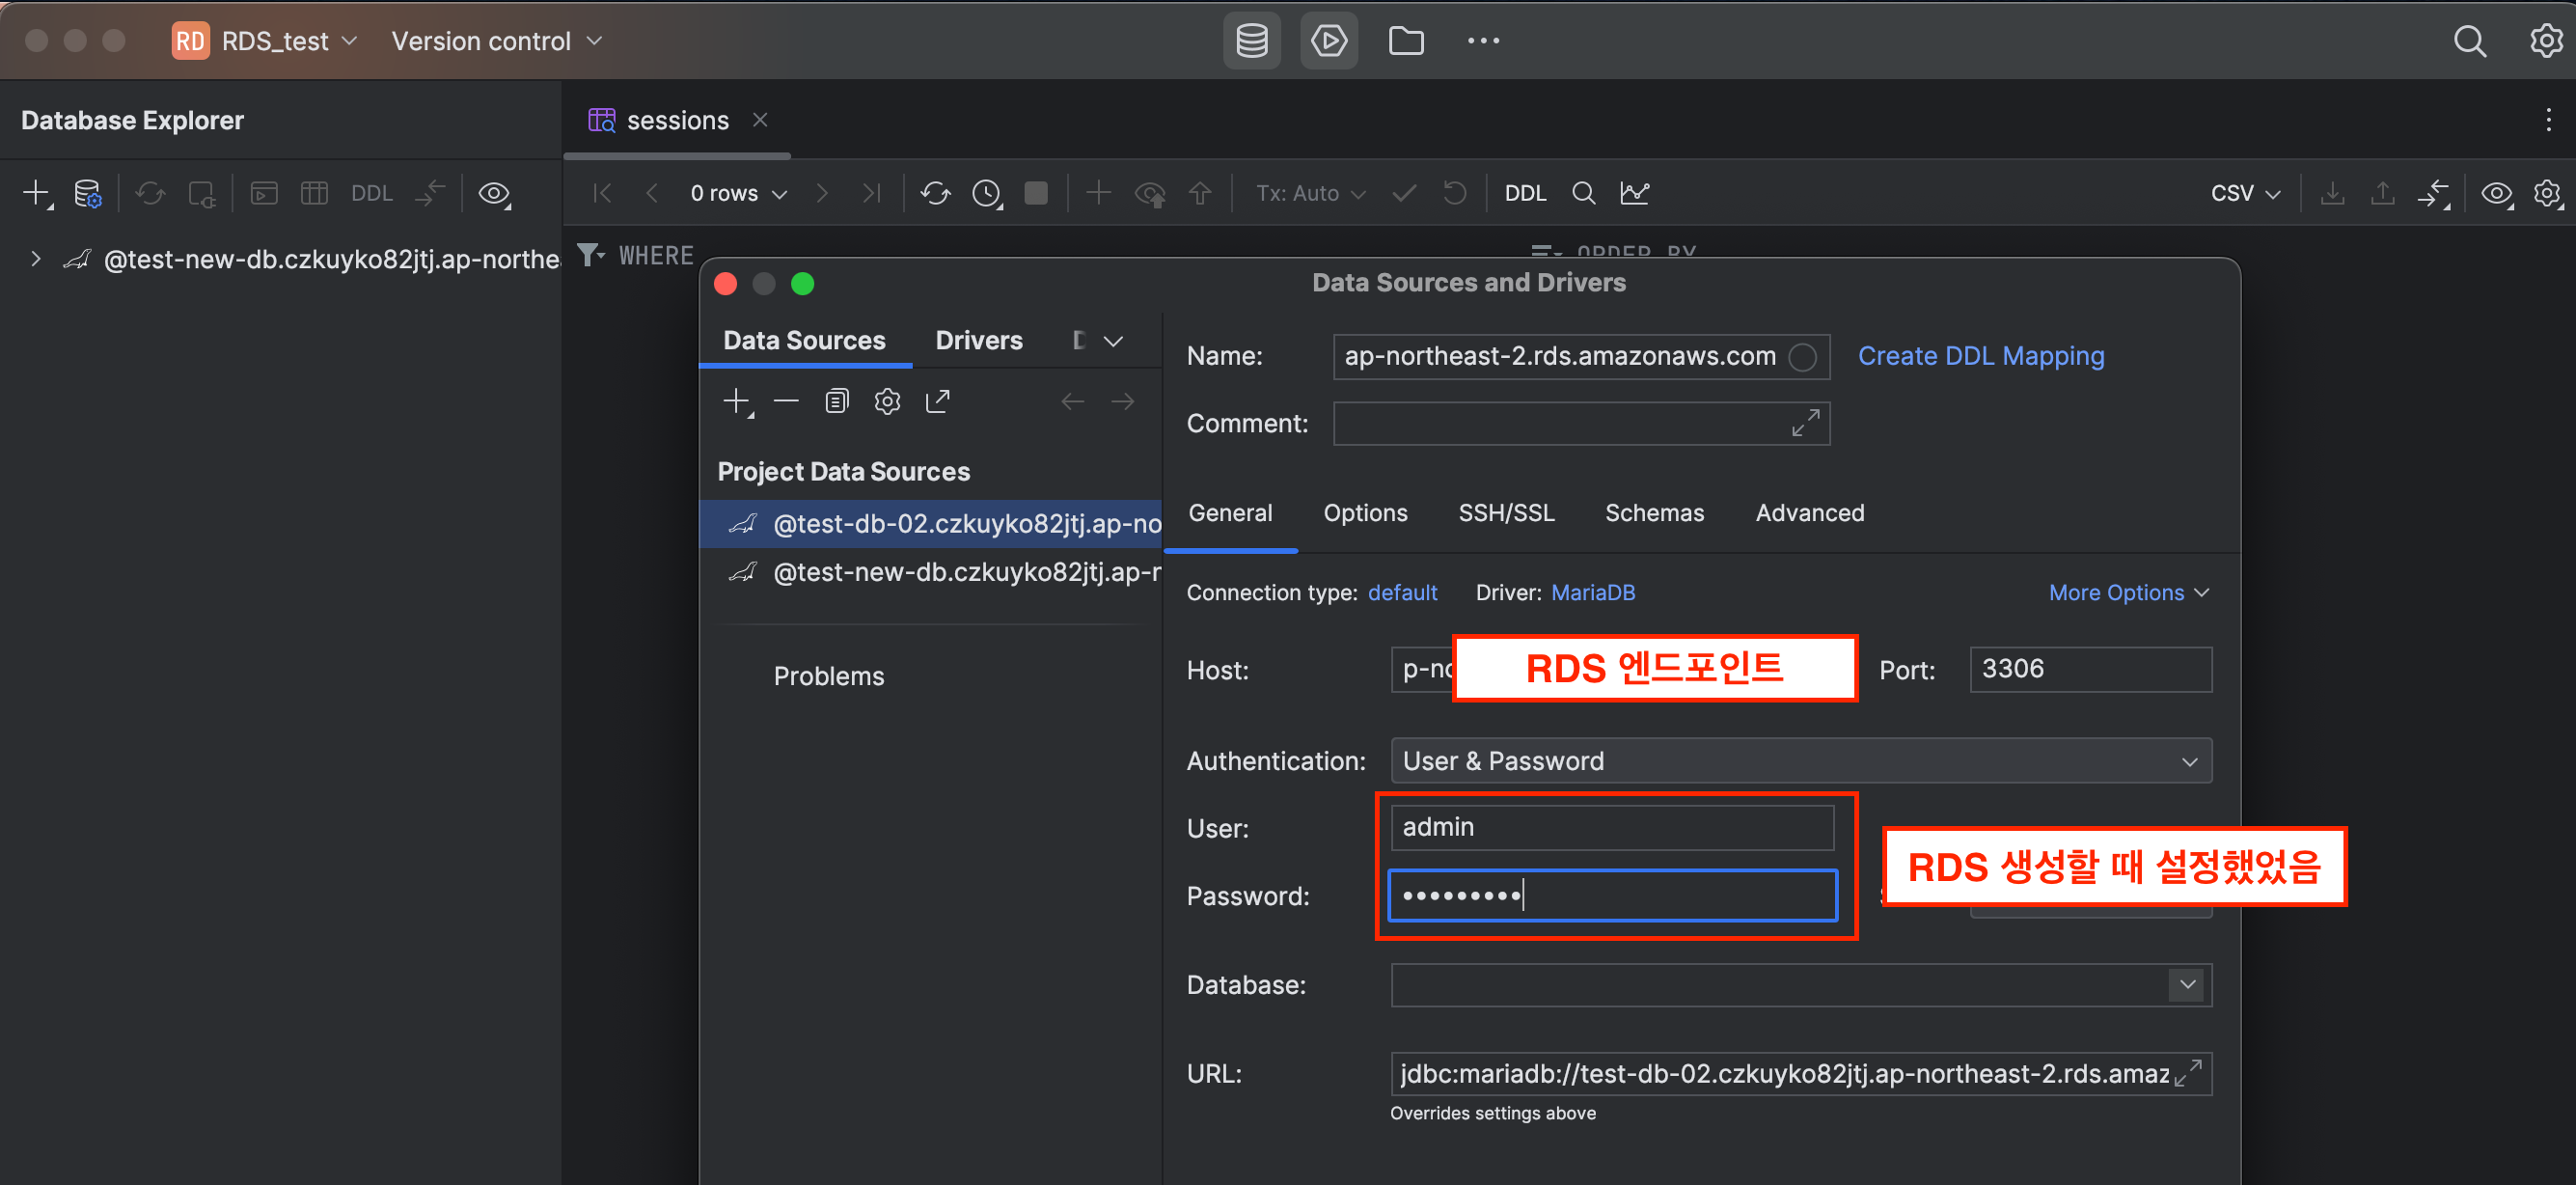 RD RDS_test Version control
Database Explorer
sessions
DDL
0 rows Tx: Auto DDL CSV
@test-new-db.czkuyko82jtj.ap-northe
WHERE ORDER BY
Data Sources and Drivers
Data Sources Drivers D
Name: ap-northeast-2.rds.amazonaws.com Create DDL Mapping
Comment:
Project Data Sources
@test-db-02.czkuyko82jtj.ap-no
@test-new-db.czkuyko82jtj.ap-n
Problems
General Options SSH/SSL Schemas Advanced
Connection type: default Driver: MariaDB More Options
Host: p-no RDS 엔드포인트 Port: 3306
Authentication: User & Password
User: admin
RDS 생성할 때 설정했었음
Password: •••••••••
Database:
URL: jdbc:mariadb://test-db-02.czkuyko82jtj.ap-northeast-2.rds.amaz
Overrides settings above